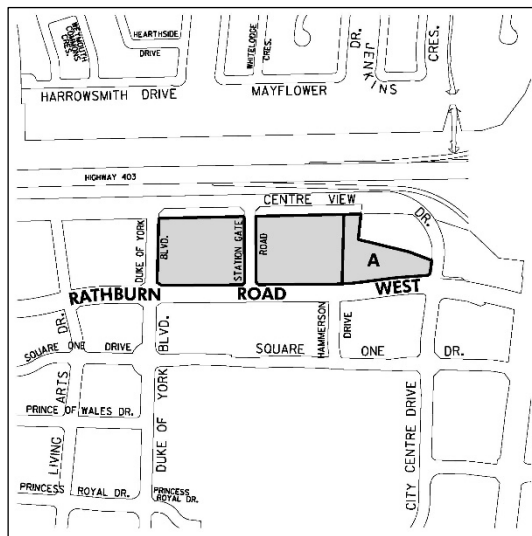 HEARTHSIDE
DRIVE
WHITELODGE
CRES.
DR.
JENKINS
CRES.
HARROWSMITH DRIVE
MAYFLOWER
HIGHWAY 403
CENTRE VIEW
DR.
DUKE OF YORK
BLVD.
STATION GATE
ROAD
A
RATHBURN
ROAD
WEST
DR.
SQUARE ONE DRIVE
BLVD.
SQUARE
HAMMERSON
DRIVE
ONE
DR.
LIVING ARTS
PRINCE OF WALES DR.
DUKE OF YORK
CITY CENTRE DRIVE
PRINCESS ROYAL DR.
PRINCESS
ROYAL DR.